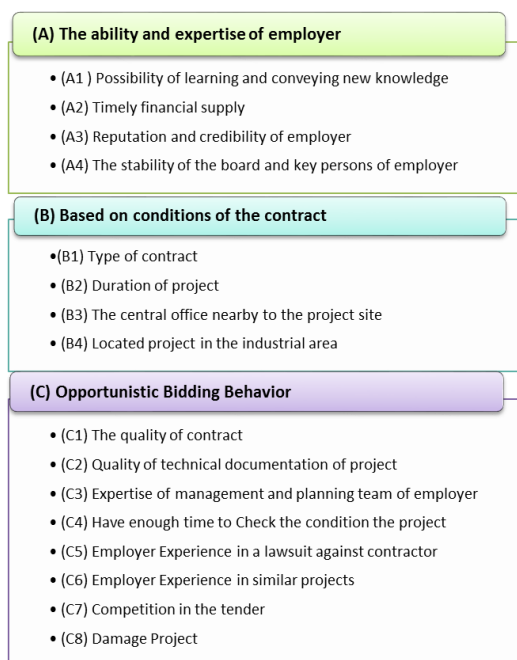 (A) The ability and expertise of employer
• (A1 ) Possibility of learning and conveying new knowledge
• (A2) Timely financial supply
• (A3) Reputation and credibility of employer
• (A4) The stability of the board and key persons of employer
(B) Based on conditions of the contract
•(B1) Type of contract
• (B2) Duration of project
• (B3) The central office nearby to the project site
• (B4) Located project in the industrial area
(C) Opportunistic Bidding Behavior
• (C1) The quality of contract
• (C2) Quality of technical documentation of project
• (C3) Expertise of management and planning team of employer
• (C4) Have enough time to Check the condition the project
• (C5) Employer Experience in a lawsuit against contractor
• (C6) Employer Experience in similar projects
• (C7) Competition in the tender
• (C8) Damage Project